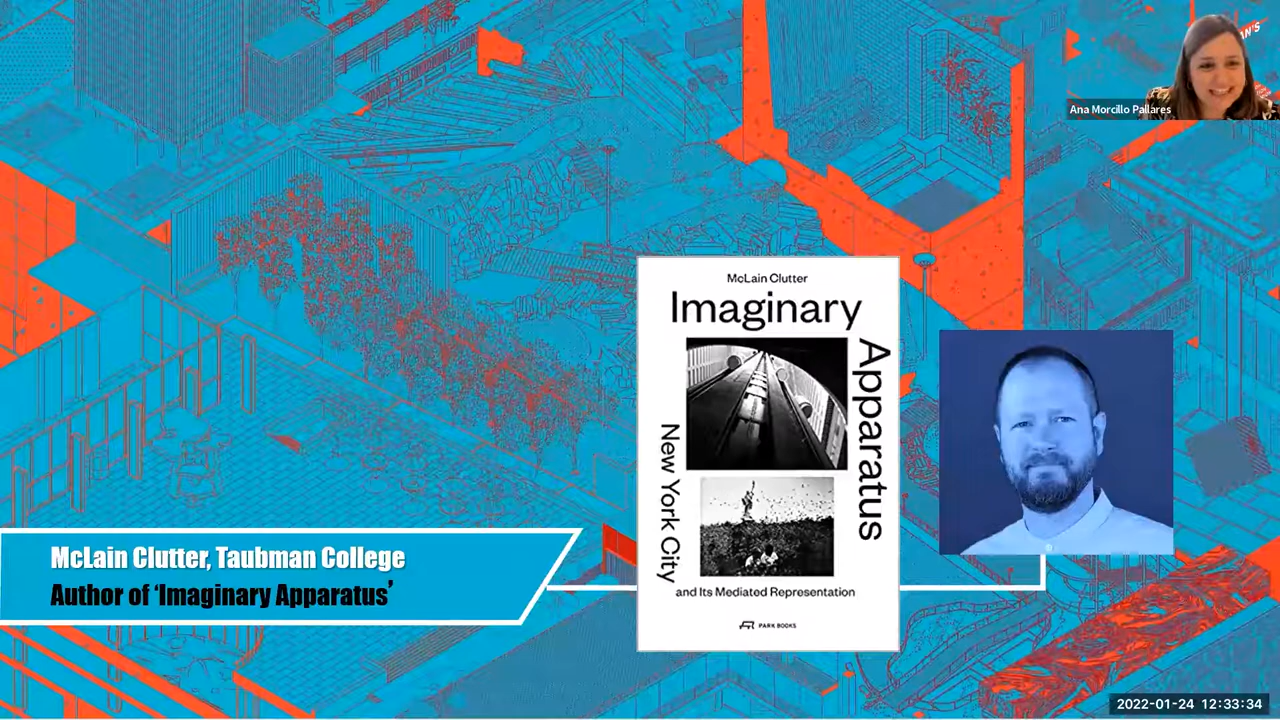 AN'S
Ana Morcillo Pallares
McLain Clutter
Imaginary
Apparatus
New York City
and Its Mediated Representation
PARK BOOKS
McLain Clutter, Taubman College
Author of ‘Imaginary Apparatus’
2022-01-24 12:33:34